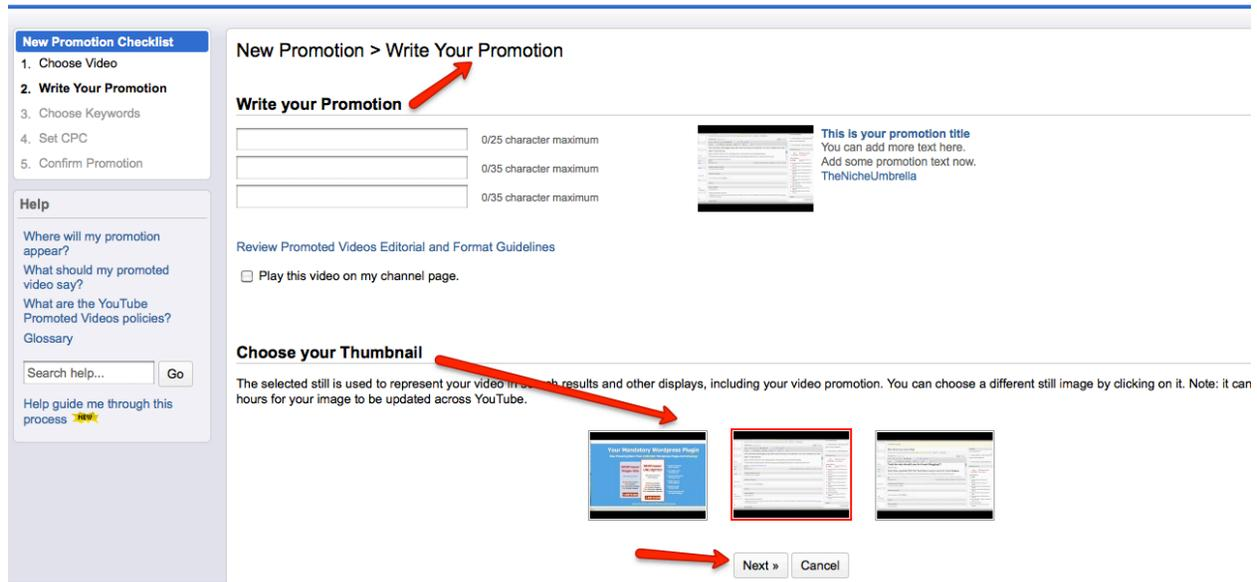 New Promotion Checklist
1. Choose Video
2. Write Your Promotion
3. Choose Keywords
4. Set CPC
5. Confirm Promotion
Help
Where will my promotion
appear?
What should my promoted
video say?
What are the YouTube
Promoted Videos policies?
Glossary
Search help...
Go
Help guide me through this
process NEW
New Promotion > Write Your Promotion
Write your Promotion
0/25 character maximum
0/35 character maximum
0/35 character maximum
This is your promotion title
You can add more text here.
Add some promotion text now.
TheNicheUmbrella
Review Promoted Videos Editorial and Format Guidelines
Play this video on my channel page.
Choose your Thumbnail
The selected still is used to represent your video in search results and other displays, including your video promotion. You can choose a different still image by clicking on it. Note: it can
hours for your image to be updated across YouTube.
Your Mandatory Wordpress Plugin
Next »
Cancel